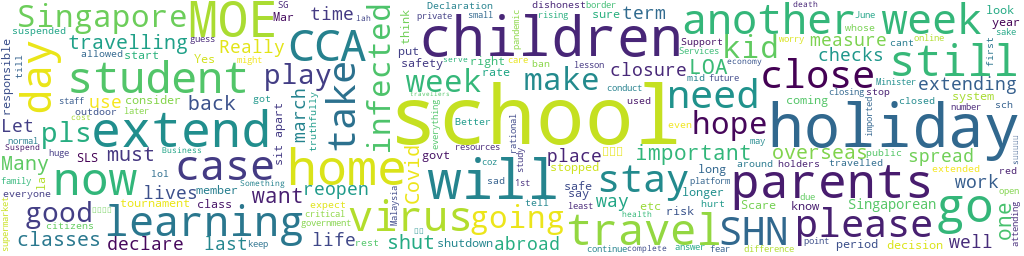 Singapore MOE CCA children another week
SG Mar time Declaration dishonest border
suspended travelling think private small rising June whose sure year look
Really Yes guess might lah
responsible till day student play infected week make kid measure still
allowed start put safety govt right rate ban pandemic care closure term LOA checks Support Services
school holiday close need hope
staff use consider back got march take
pls extend now case home will stay parents go
Let Many must want lives SLS sit apart truthfully
coming closing stop Minister imported number closed system sch extending
important overseas spread public travelled holders
Better coz resources rational study 1st place stopped safe say
good learning virus going travel SHN please one
tournament member class reopen Covid Malaysia
family everyone citizens supermarket normal Suspend huge later cost outdoor Business lol Something
classes declare last keep life shut shutdown abroad
government critical expect rest tell least sad
way etc risk long longer platform hurt Scare know Singaporean work
continue complete answer fear health difference point period decision well
death worry cant online economy first sake
conduct used mid future lesson serve everything travellers even
may around due extended red open attending